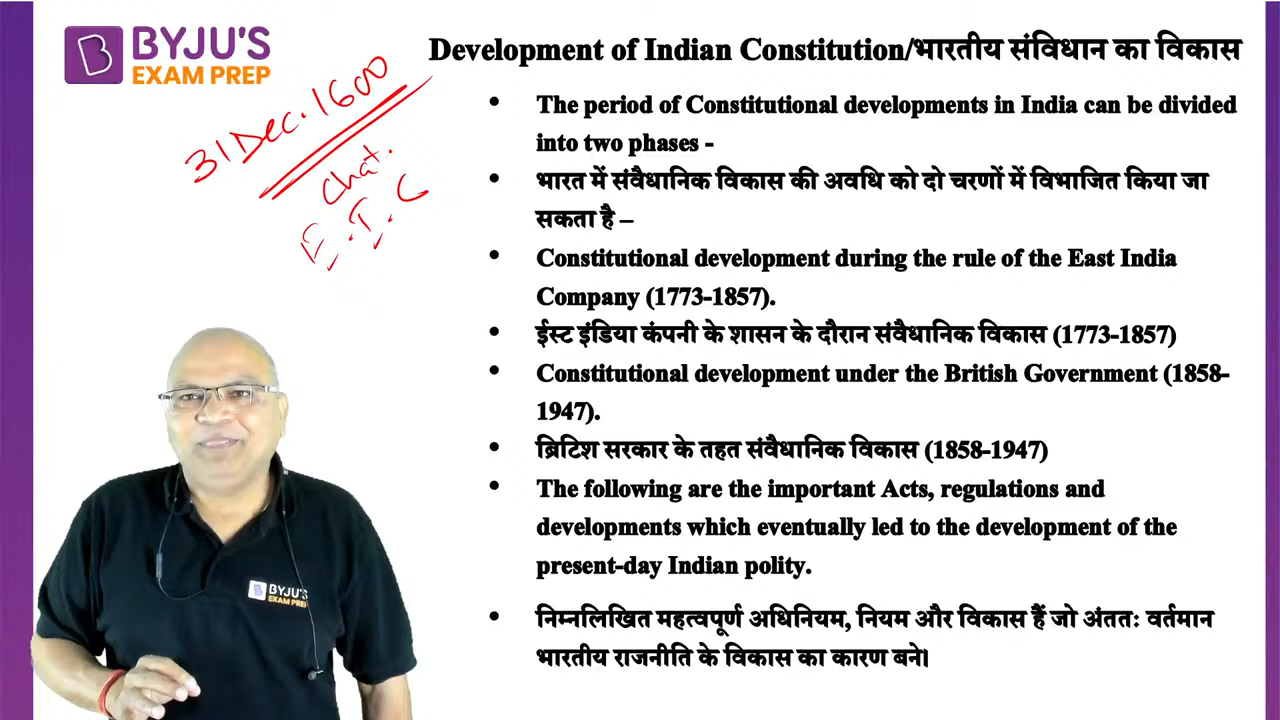 BYJU'S
EXAM PREP
Development of Indian Constitution/भारतीय संविधान का विकास
31 Dec. 1600
Chat.
E.I.C
• The period of Constitutional developments in India can be divided
into two phases -
• भारत में संवैधानिक विकास की अवधि को दो चरणों में विभाजित किया जा
सकता है –
• Constitutional development during the rule of the East India
Company (1773-1857).
• ईस्ट इंडिया कंपनी के शासन के दौरान संवैधानिक विकास (1773-1857)
• Constitutional development under the British Government (1858-
1947).
• ब्रिटिश सरकार के तहत संवैधानिक विकास (1858-1947)
• The following are the important Acts, regulations and
developments which eventually led to the development of the
present-day Indian polity.
• निम्नलिखित महत्वपूर्ण अधिनियम, नियम और विकास हैं जो अंततः वर्तमान
भारतीय राजनीति के विकास का कारण बने।
BYJU'S
EXAM PREP